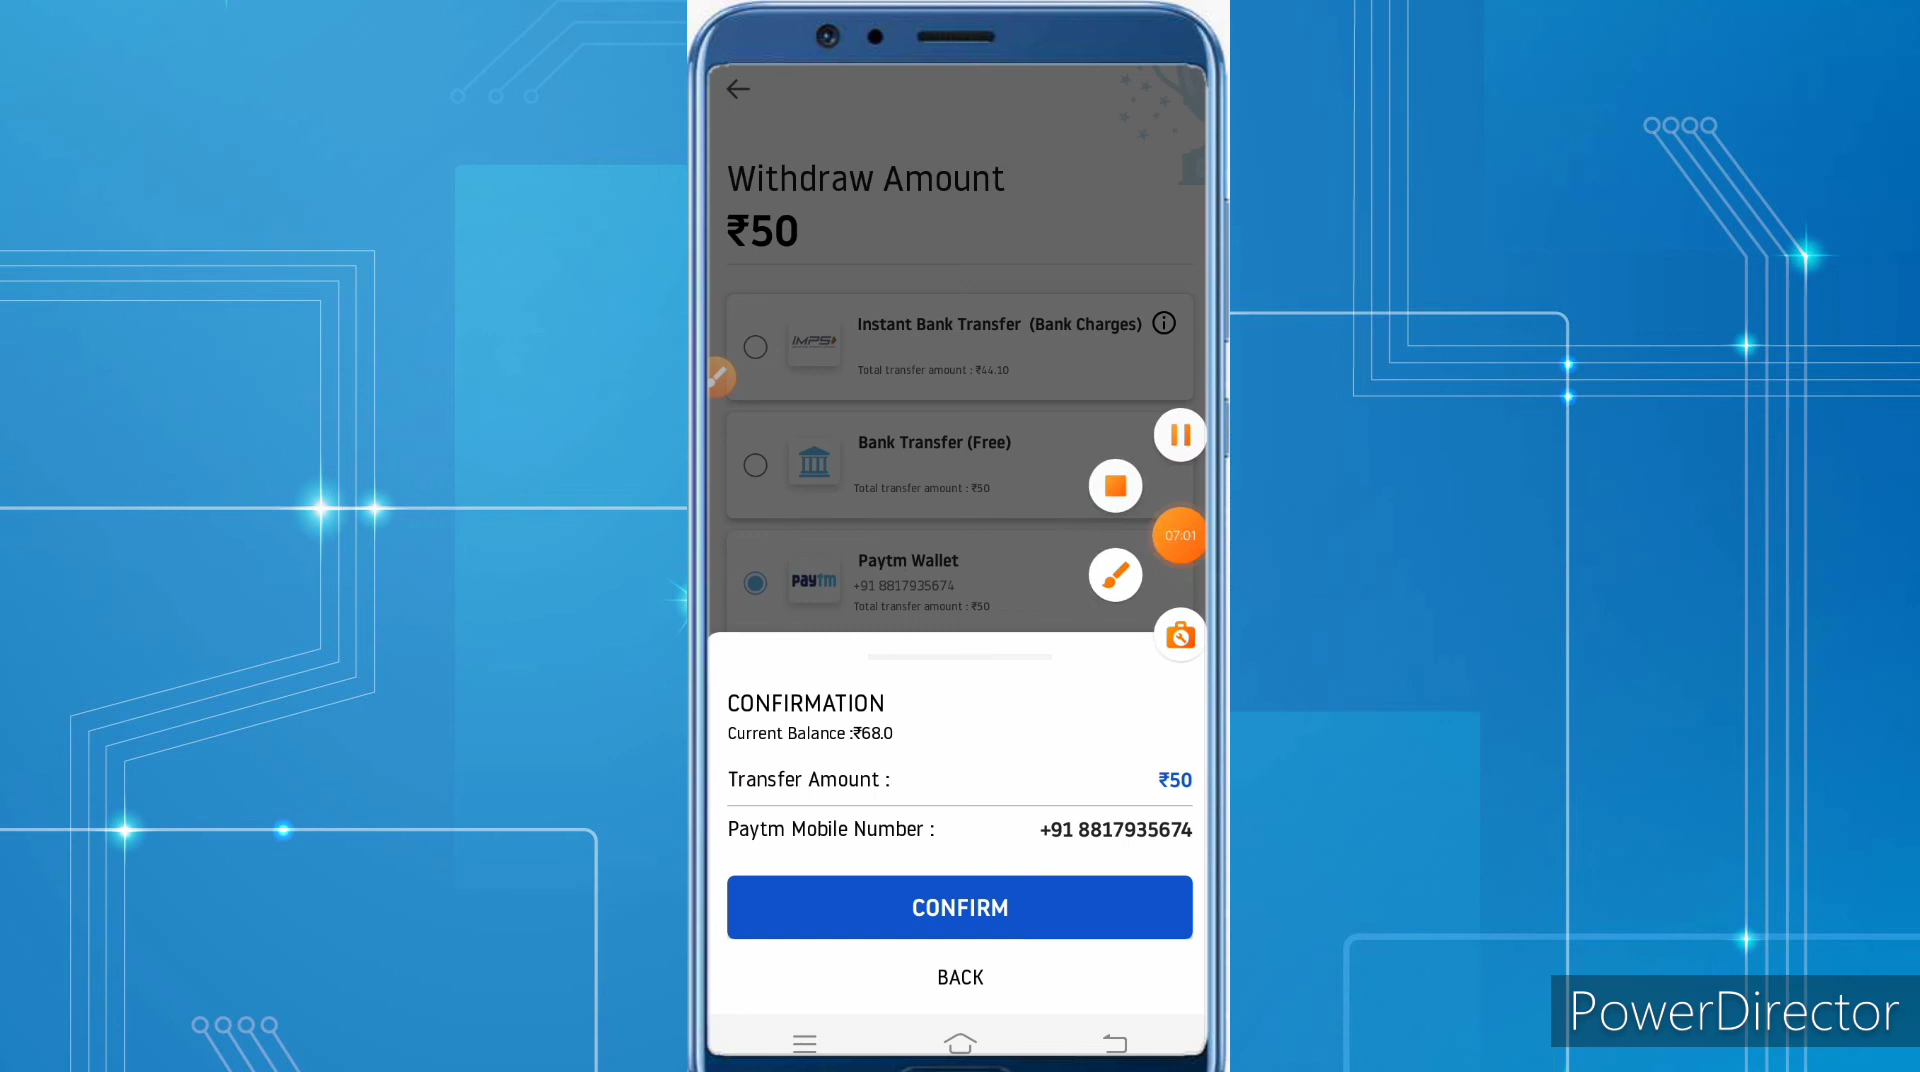 Withdraw Amount
₹50
Instant Bank Transfer (Bank Charges)
IMPS
Total transfer amount : ₹44.10
Bank Transfer (Free)
Total transfer amount : ₹50
Paytm Wallet
paytm
+91 8817935674
Total transfer amount : ₹50
07:01
CONFIRMATION
Current Balance :₹68.0
Transfer Amount : ₹50
Paytm Mobile Number : +91 8817935674
CONFIRM
BACK
PowerDirector